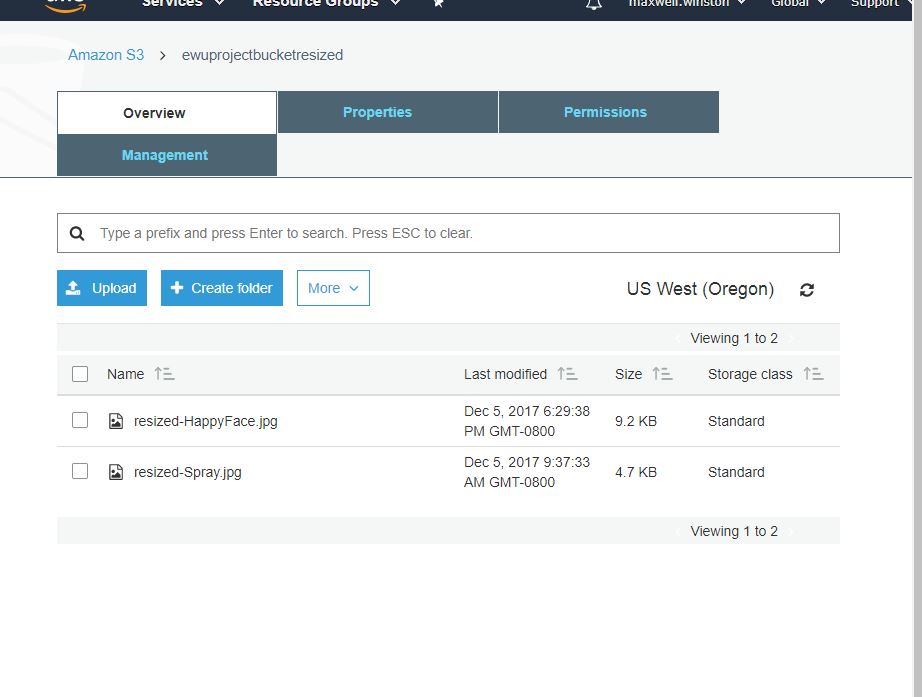 Services Resource Groups maxwell.winston Global Support
Amazon S3 > ewuprojectbucketresized
Overview Properties Permissions
Management
Type a prefix and press Enter to search. Press ESC to clear.
Upload Create folder More US West (Oregon)
Viewing 1 to 2
Name Last modified Size Storage class
resized-HappyFace.jpg Dec 5, 2017 6:29:38 PM GMT-0800 9.2 KB Standard
resized-Spray.jpg Dec 5, 2017 9:37:33 AM GMT-0800 4.7 KB Standard
Viewing 1 to 2